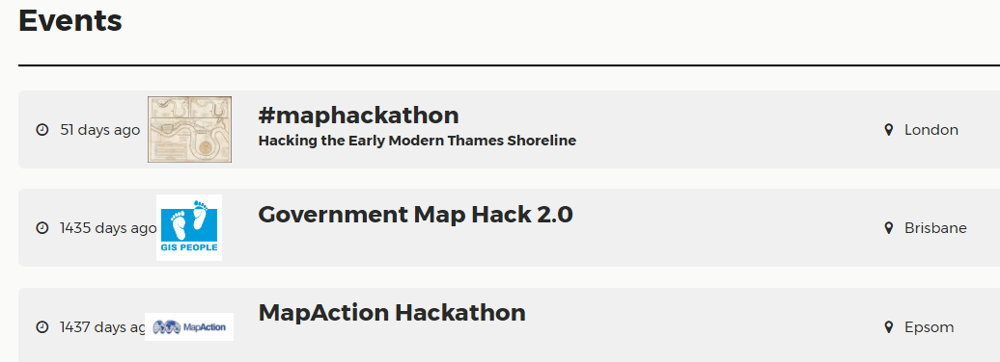 Events
51 days ago
#maphackathon
Hacking the Early Modern Thames Shoreline
London
1435 days ago
GIS PEOPLE
Government Map Hack 2.0
Brisbane
1437 days ag
MapAction
MapAction Hackathon
Epsom